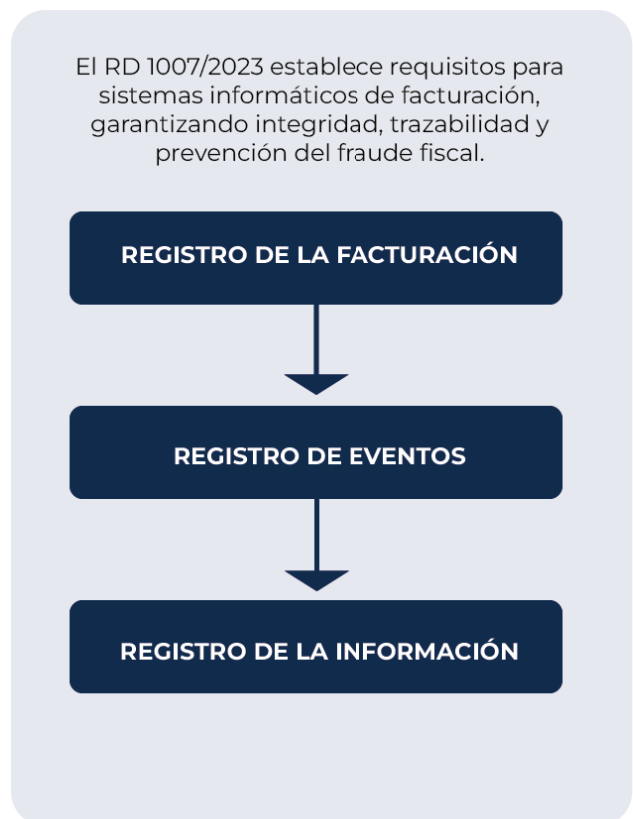 El RD 1007/2023 establece requisitos para
sistemas informáticos de facturación,
garantizando integridad, trazabilidad y
prevención del fraude fiscal.
REGISTRO DE LA FACTURACIÓN
REGISTRO DE EVENTOS
REGISTRO DE LA INFORMACIÓN